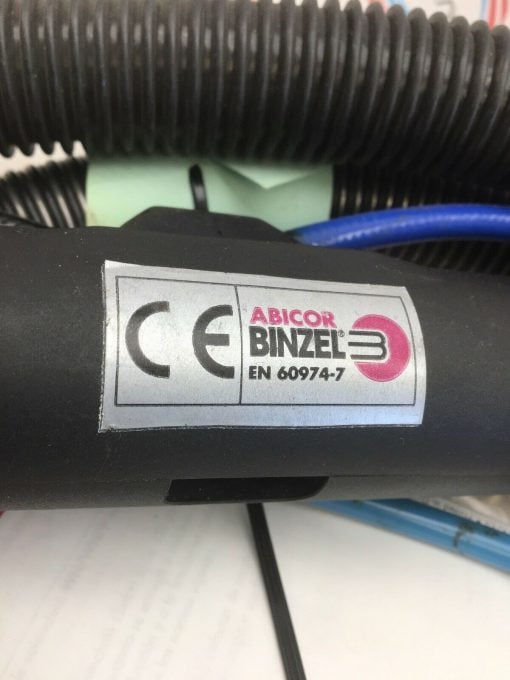 CE
ABICOR
BINZEL®
EN 60974-7